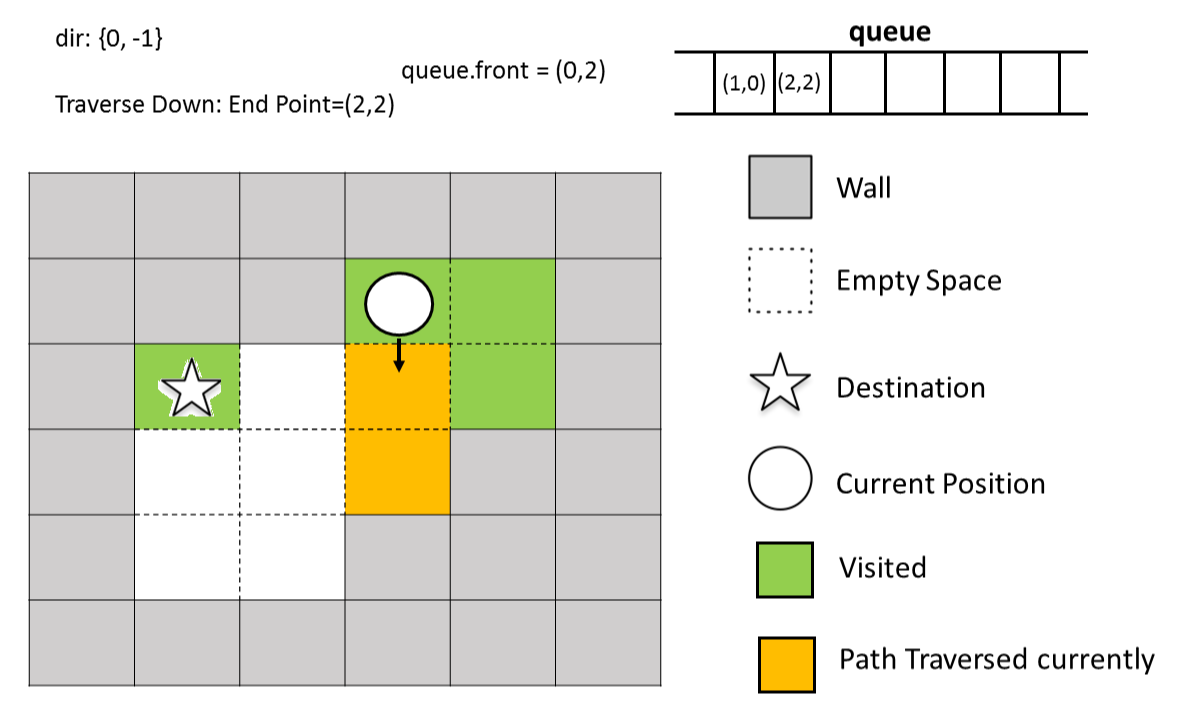 dir: {0, -1}
queue.front = (0,2)
Traverse Down: End Point=(2,2)
queue
(1,0) (2,2)
Wall
Empty Space
Destination
Current Position
Visited
Path Traversed currently